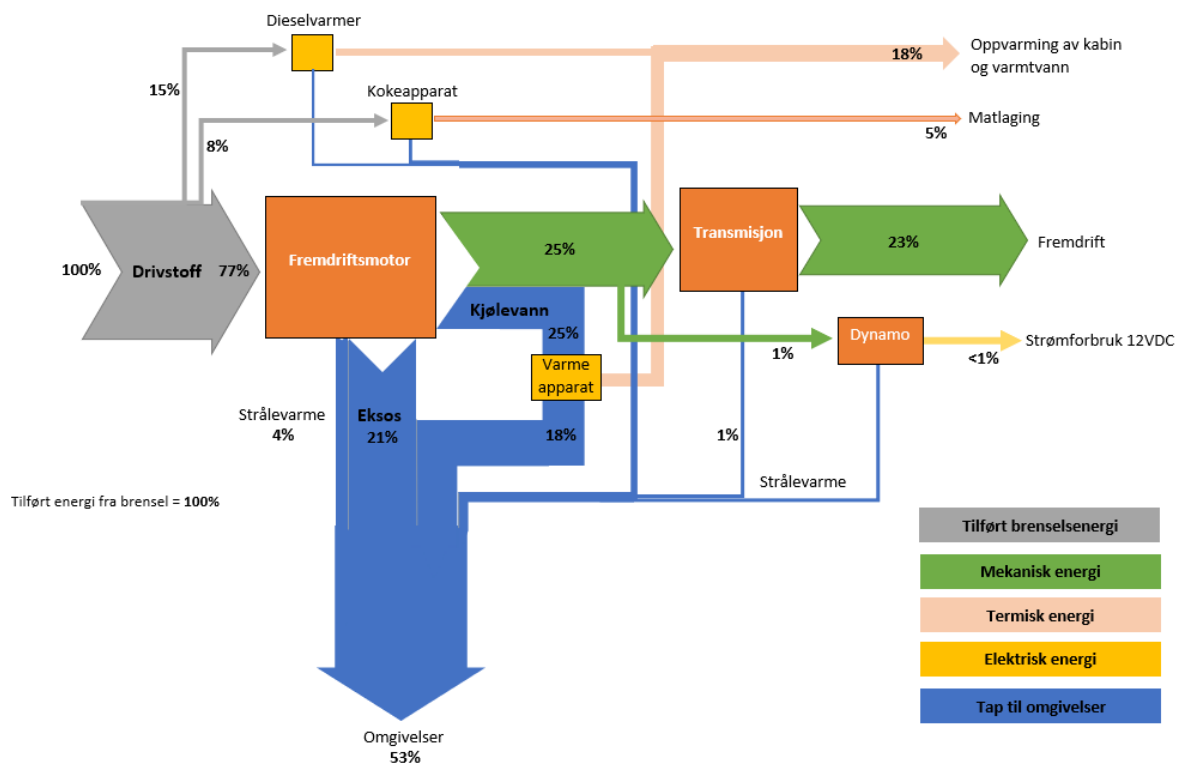 Dieselvarmer
18%
Oppvarming av kabin
og varmtvann
15%
Kokeapparat
8%
5%
Matlaging
100%
Drivstoff
77%
Fremdriftsmotor
25%
Transmisjon
23%
Fremdrift
Kjølevann
25%
1%
Dynamo
<1%
Strømforbruk 12VDC
Varme
apparat
Strålevarme
4%
Eksos
21%
18%
1%
Strålevarme
Tilført energi fra brensel = 100%
Tilført brenselsenergi
Mekanisk energi
Termisk energi
Elektrisk energi
Tap til omgivelser
Omgivelser
53%